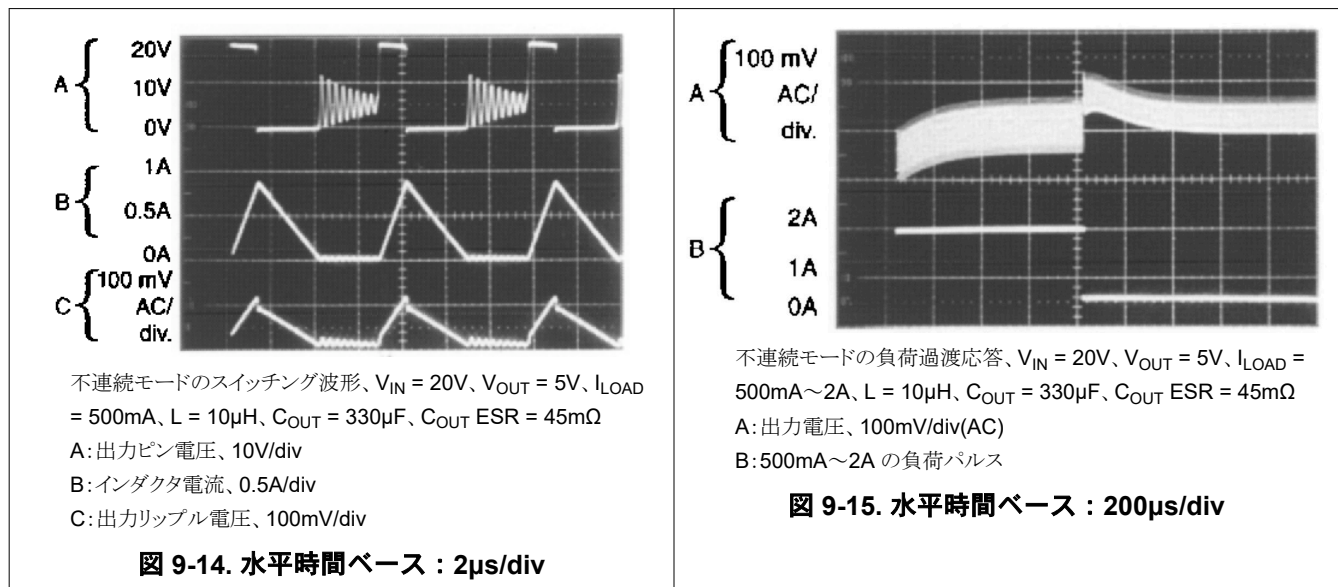 A
20V
10V
0V
B
1A
0.5A
0A
C
100 mV
AC/
div.
不連続モードのスイッチング波形、VIN = 20V、VOUT = 5V、ILOAD
= 500mA、L = 10μH、COUT = 330μF、COUT ESR = 45mΩ
A:出力ピン電圧、10V/div
B:インダクタ電流、0.5A/div
C:出力リップル電圧、100mV/div
図 9-14. 水平時間ベース:2μs/div
A
100 mV
AC/
div.
B
2A
1A
0A
不連続モードの負荷過渡応答、VIN = 20V、VOUT = 5V、ILOAD =
500mA~2A、L = 10μH、COUT = 330μF、COUT ESR = 45mΩ
A:出力電圧、100mV/div(AC)
B:500mA~2A の負荷パルス
図 9-15. 水平時間ベース:200μs/div